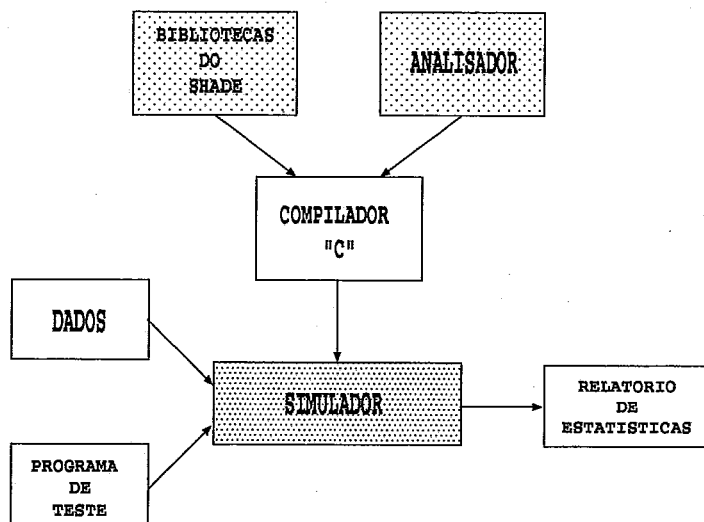 BIBLIOTECAS
DO
SHADE
ANALISADOR
COMPILADOR
"C"
DADOS
SIMULADOR
RELATORIO
DE
ESTATISTICAS
PROGRAMA
DE
TESTE